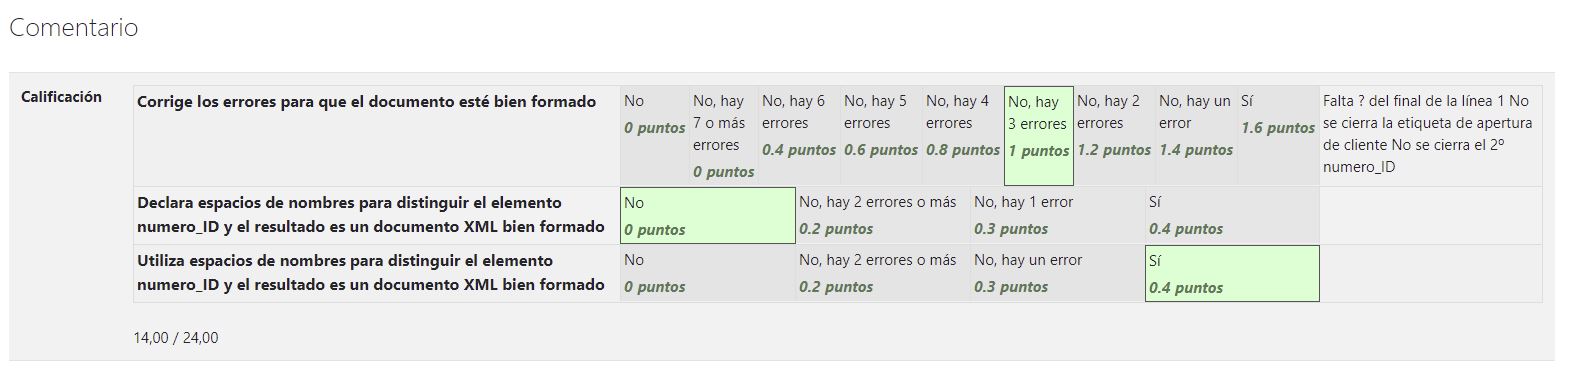 Comentario
Calificación
Corrige los errores para que el documento esté bien formado
No
0 puntos
No, hay
7 o más
errores
0 puntos
No, hay 6
errores
0.4 puntos
No, hay 5
errores
0.6 puntos
No, hay 4
errores
0.8 puntos
No, hay
3 errores
1 puntos
No, hay 2
errores
1.2 puntos
No, hay un
error
1.4 puntos
Sí
1.6 puntos
Falta ? del final de la línea 1 No
se cierra la etiqueta de apertura
de cliente No se cierra el 2º
numero_ID
Declara espacios de nombres para distinguir el elemento
numero_ID y el resultado es un documento XML bien formado
No
0 puntos
No, hay 2 errores o más
0.2 puntos
No, hay 1 error
0.3 puntos
Sí
0.4 puntos
Utiliza espacios de nombres para distinguir el elemento
numero_ID y el resultado es un documento XML bien formado
No
0 puntos
No, hay 2 errores o más
0.2 puntos
No, hay un error
0.3 puntos
Sí
0.4 puntos
14,00 / 24,00